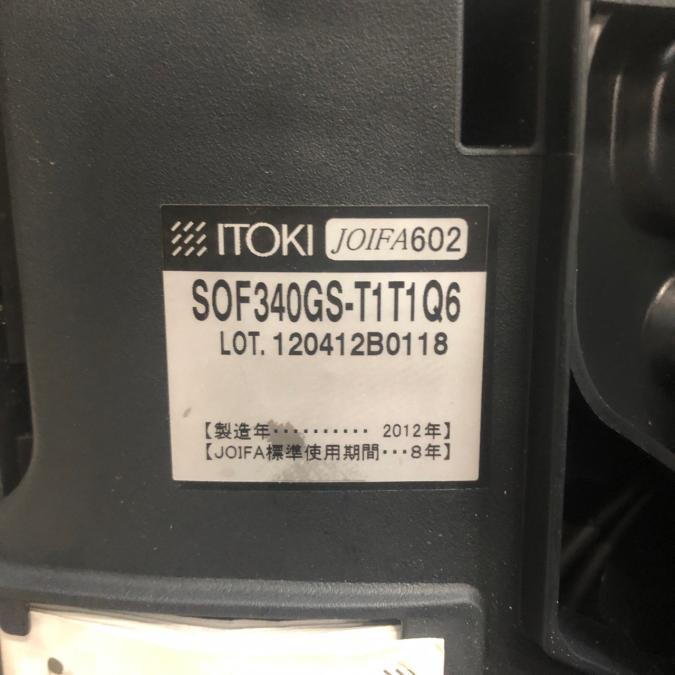 ITOKI JOIFA602
SOF340GS-T1T1Q6
LOT. 120412B0118
【製造年・・・・・・・・・・ 2012年】
【JOIFA標準使用期間・・・8年】